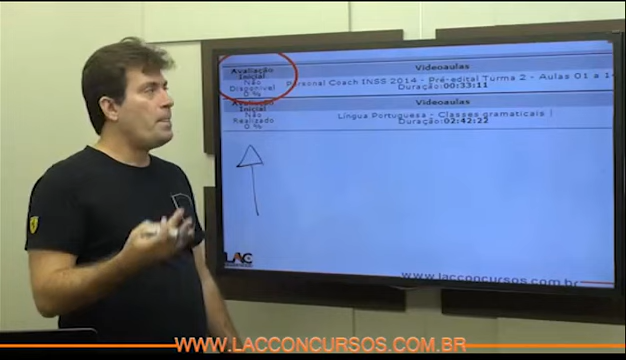 Avaliação
Inicial
Não
Disponível
0 %
Videoaulas
Personal Coach INSS 2014 - Pré-edital Turma 2 - Aulas 01 a 14
Duração:00:33:11
Avaliação
Inicial
Não
Realizado
0 %
Videoaulas
Língua Portuguesa - Classes gramaticais |
Duração:02:42:22
LAC
www.lacconcursos.com.br
WWW.LACCONCURSOS.COM.BR